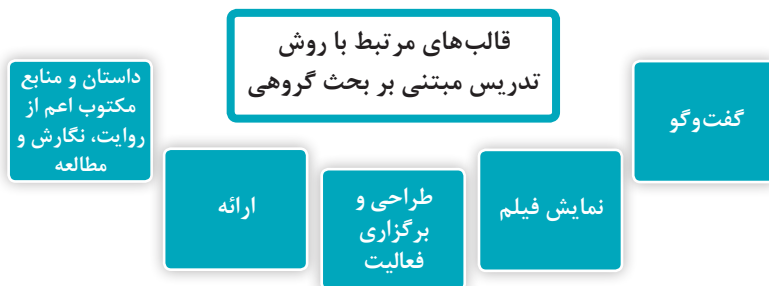 قالب‌های مرتبط با روش
تدریس مبتنی بر بحث گروهی
گفت‌وگو
نمایش فیلم
طراحی و
برگزاری
فعالیت
ارائه
داستان و منابع
مکتوب اعم از
روایت، نگارش و
مطالعه